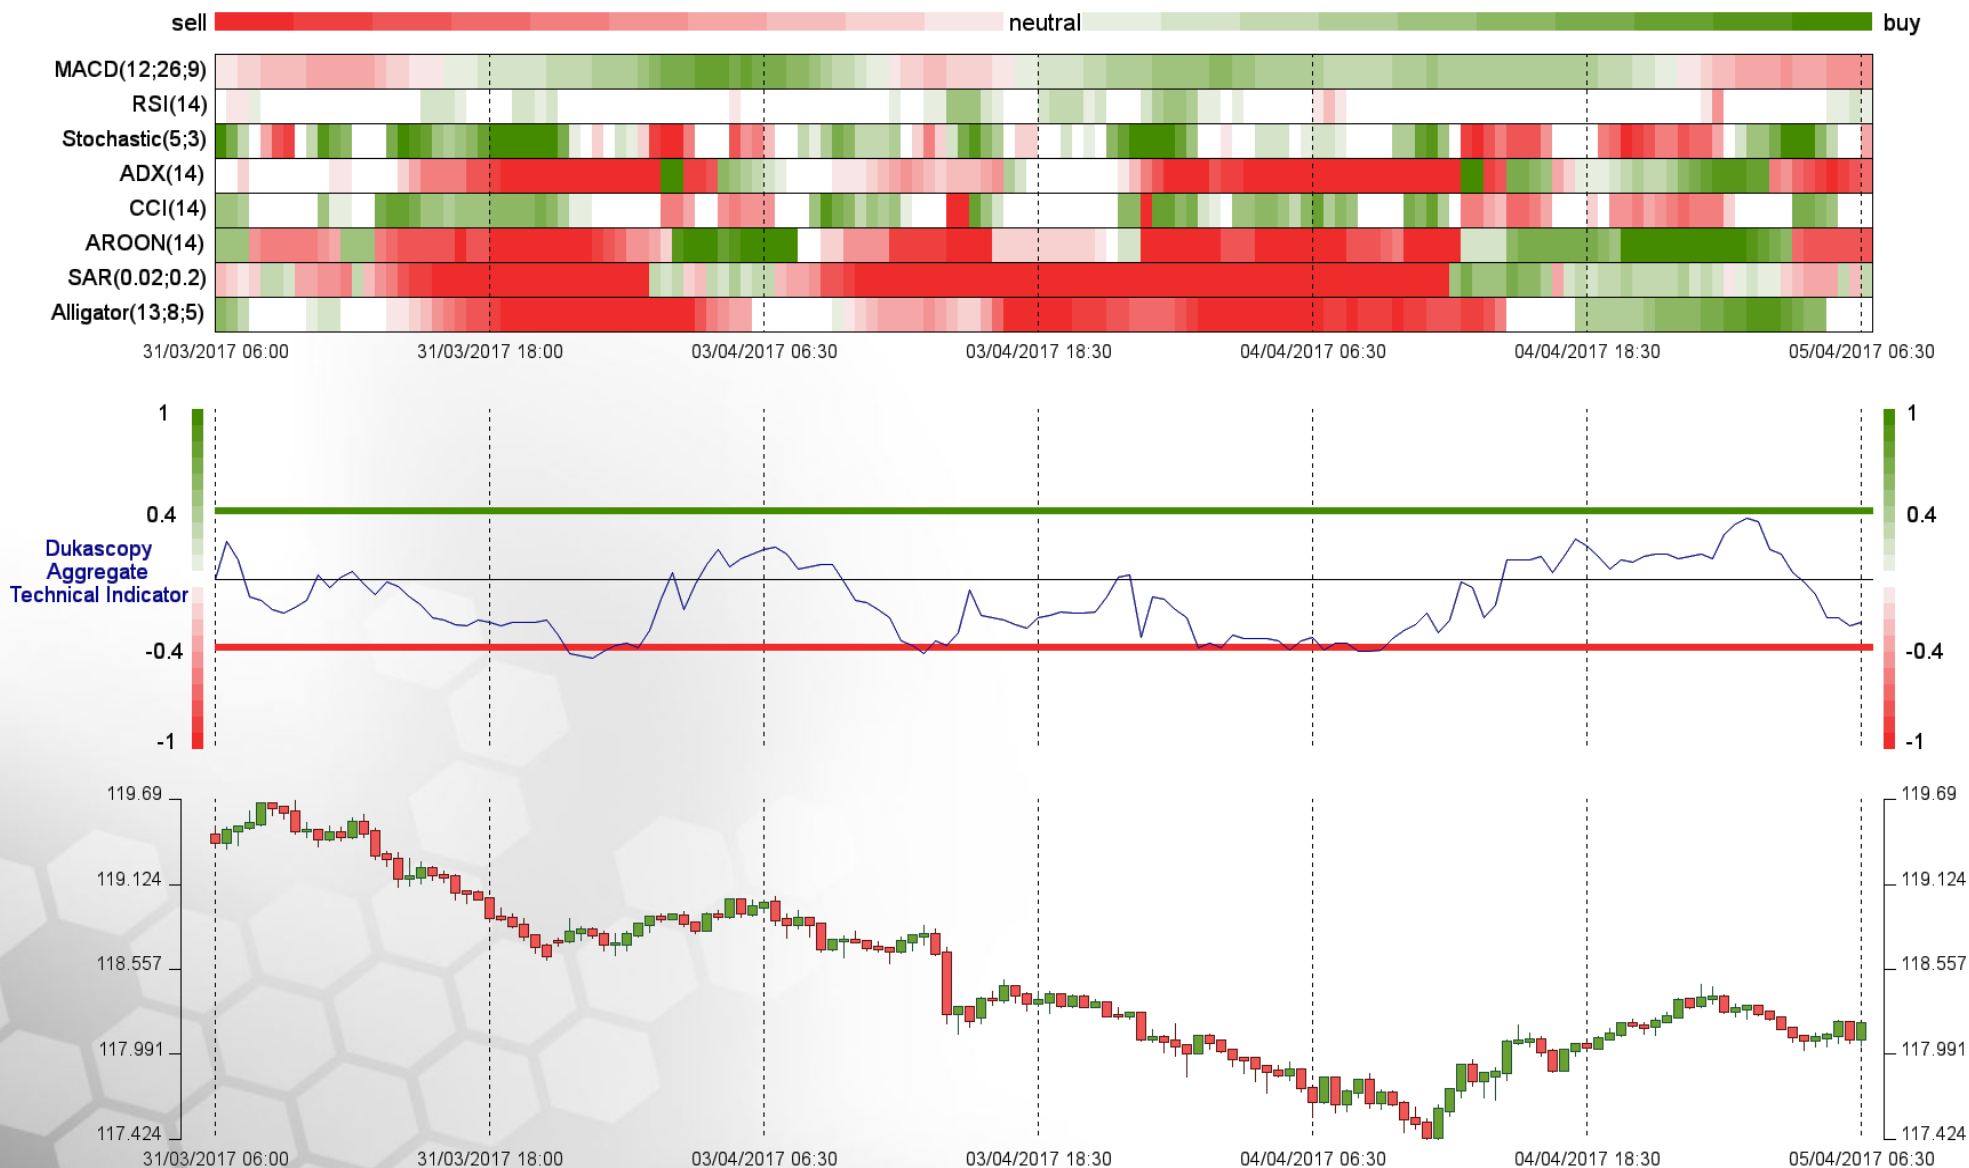 sell neutral buy
MACD(12;26;9)
RSI(14)
Stochastic(5;3)
ADX(14)
CCI(14)
AROON(14)
SAR(0.02;0.2)
Alligator(13;8;5)
31/03/2017 06:00 31/03/2017 18:00 03/04/2017 06:30 03/04/2017 18:30 04/04/2017 06:30 04/04/2017 18:30 05/04/2017 06:30
1 1
0.4 0.4
Dukascopy
Aggregate
Technical Indicator
-0.4 -0.4
-1 -1
119.69 119.69
119.124 119.124
118.557 118.557
117.991 117.991
117.424 117.424
31/03/2017 06:00 31/03/2017 18:00 03/04/2017 06:30 03/04/2017 18:30 04/04/2017 06:30 04/04/2017 18:30 05/04/2017 06:30